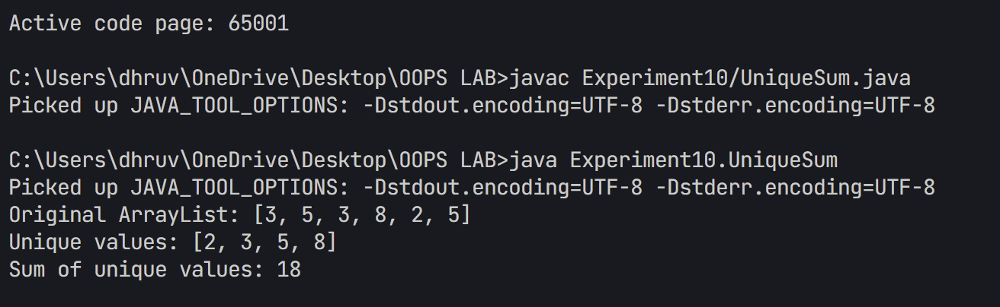 Active code page: 65001
C:\Users\dhruv\OneDrive\Desktop\OOPS LAB>javac Experiment10/UniqueSum.java
Picked up JAVA_TOOL_OPTIONS: -Dstdout.encoding=UTF-8 -Dstderr.encoding=UTF-8
C:\Users\dhruv\OneDrive\Desktop\OOPS LAB>java Experiment10.UniqueSum
Picked up JAVA_TOOL_OPTIONS: -Dstdout.encoding=UTF-8 -Dstderr.encoding=UTF-8
Original ArrayList: [3, 5, 3, 8, 2, 5]
Unique values: [2, 3, 5, 8]
Sum of unique values: 18